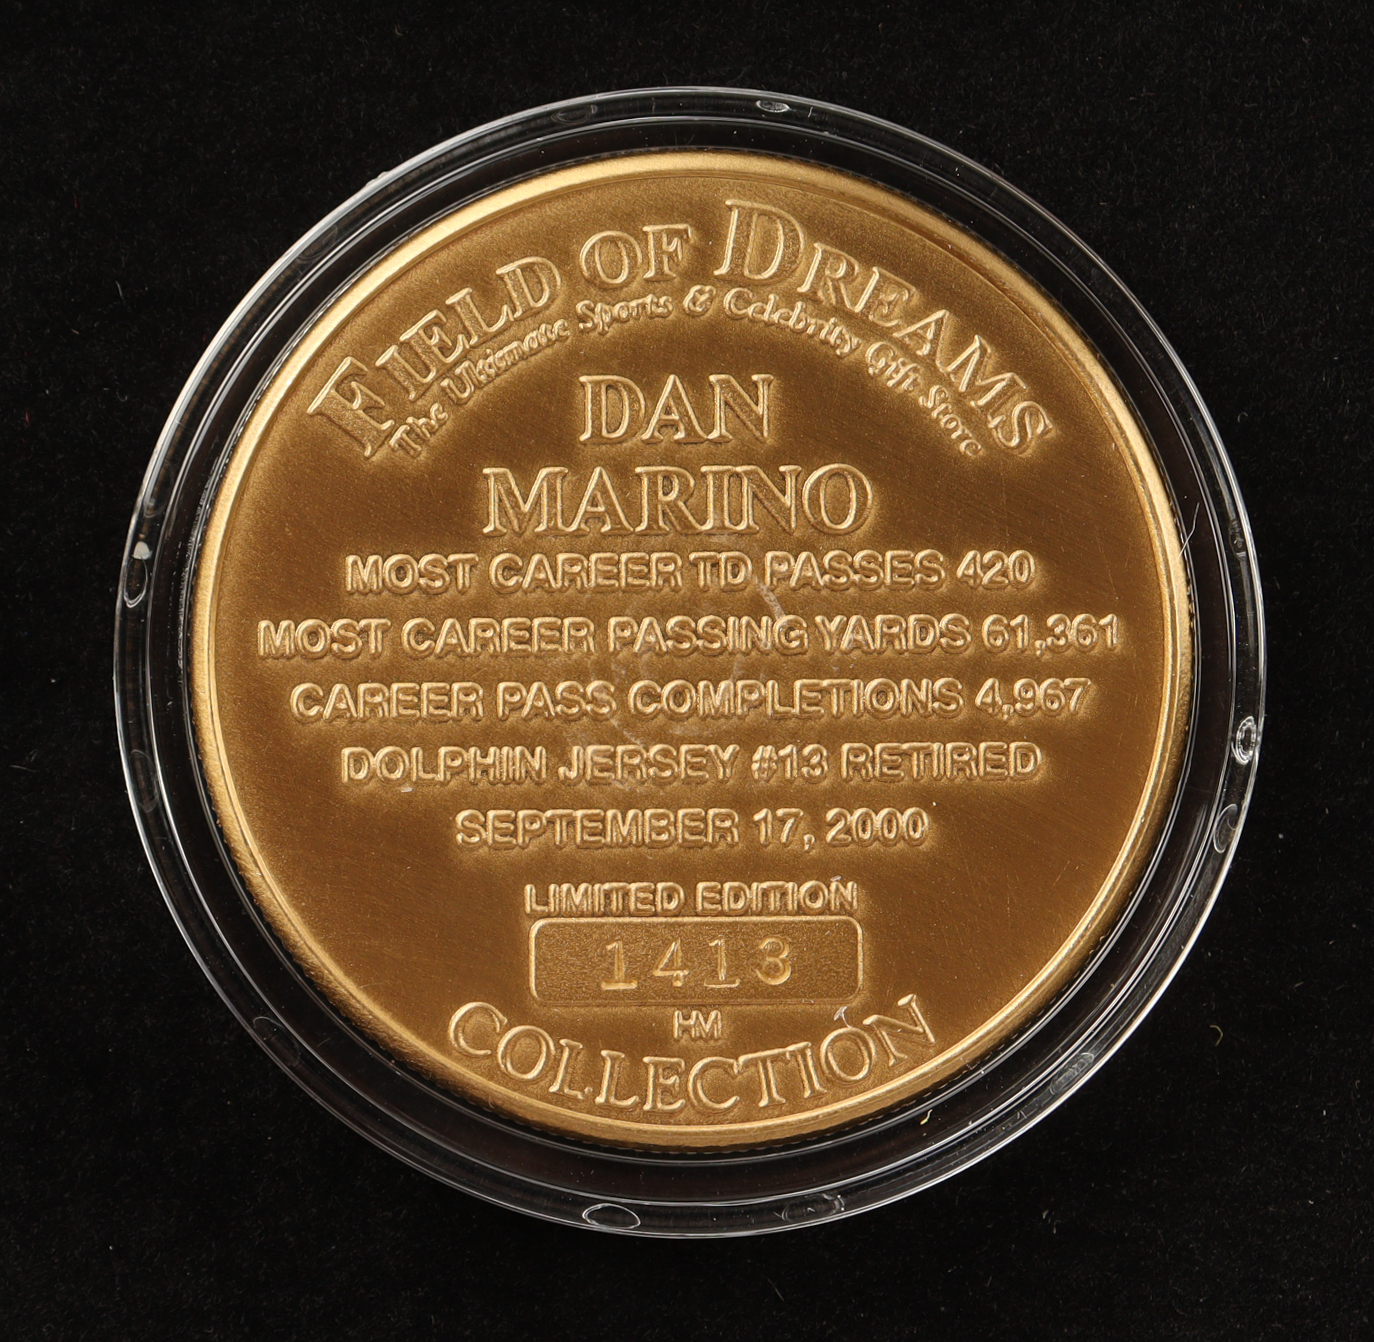 FIELD OF DREAMS
The Ultimate Sports & Celebrity Gift Store
DAN
MARINO
MOST CAREER TD PASSES 420
MOST CAREER PASSING YARDS 61,361
CAREER PASS COMPLETIONS 4,967
DOLPHIN JERSEY #13 RETIRED
SEPTEMBER 17, 2000
LIMITED EDITION
1413
HM
COLLECTION